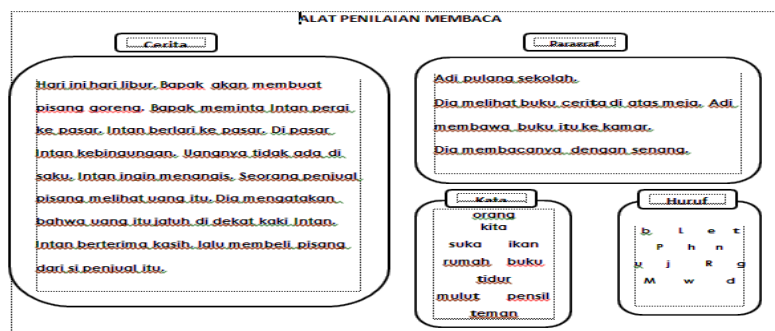 ALAT PENILAIAN MEMBACA
Cerita
Hari ini hari libur. Bapak akan membuat
pisang goreng. Bapak meminta Intan pergi
ke pasar. Intan berlari ke pasar. Di pasar
Intan kebingungan. Uangnya tidak ada di
saku. Intan ingin menangis. Seorang penjual
pisang melihat uang itu. Dia mengatakan
bahwa uang itu jatuh di dekat kaki Intan.
Intan berterima kasih, lalu membeli pisang
dari si penjual itu.
Paragraf
Adi pulang sekolah.
Dia melihat buku cerita di atas meja. Adi
membawa buku itu ke kamar.
Dia membacanya dengan senang.
Kata
orang
kita
suka ikan
rumah buku
tidur
mulut pensil
teman
Huruf
b L e t
P h n
u j R g
M w d